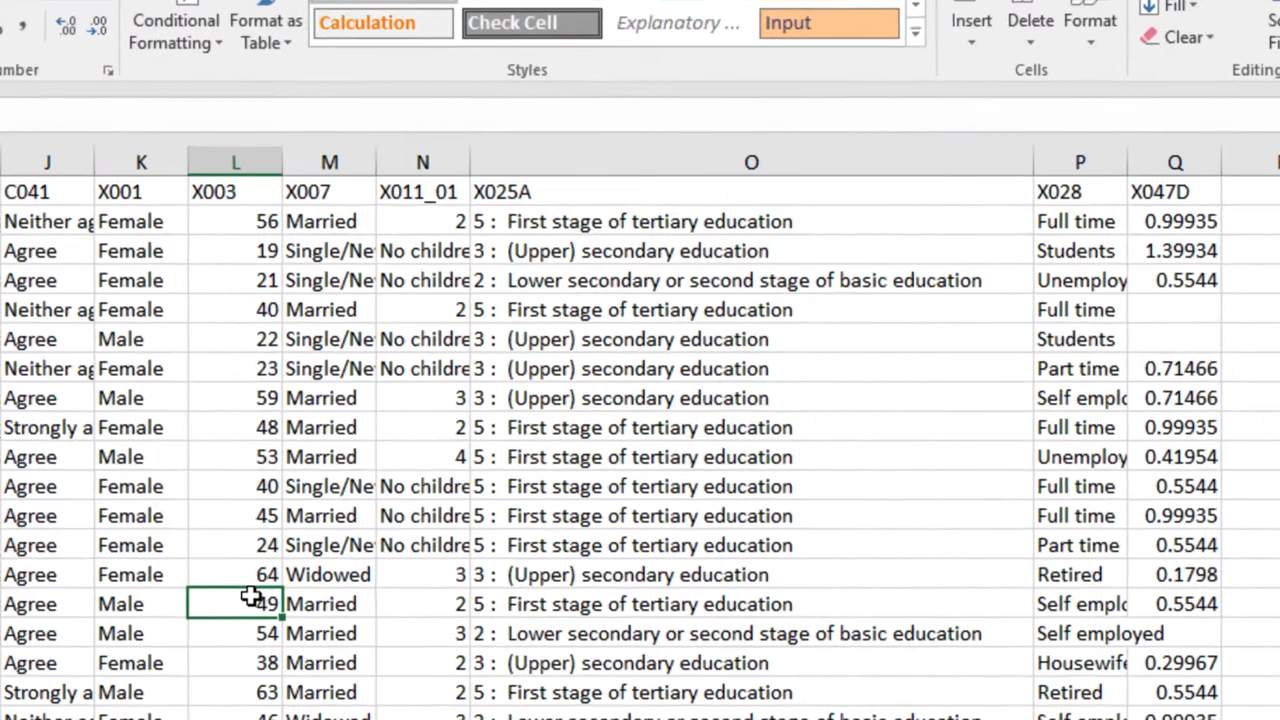 Conditional Format as Calculation Check Cell Explanatory ... Input Insert Delete Format Fill
Formatting Table Clear
Styles Cells Editing
J K L M N O P Q
C041 X001 X003 X007 X011_01 X025A X028 X047D
Neither ag Female 56 Married 2 5 : First stage of tertiary education Full time 0.99935
Agree Female 19 Single/Ne No childre 3 : (Upper) secondary education Students 1.39934
Agree Female 21 Single/Ne No childre 2 : Lower secondary or second stage of basic education Unemploy 0.5544
Neither ag Female 40 Married 2 5 : First stage of tertiary education Full time
Agree Male 22 Single/Ne No childre 3 : (Upper) secondary education Students
Neither ag Female 23 Single/Ne No childre 3 : (Upper) secondary education Part time 0.71466
Agree Male 59 Married 3 3 : (Upper) secondary education Self emplo 0.71466
Strongly a Female 48 Married 2 5 : First stage of tertiary education Full time 0.99935
Agree Male 53 Married 4 5 : First stage of tertiary education Unemploy 0.41954
Agree Female 40 Single/Ne No childre 5 : First stage of tertiary education Full time 0.5544
Agree Female 45 Married No childre 5 : First stage of tertiary education Full time 0.99935
Agree Female 24 Single/Ne No childre 5 : First stage of tertiary education Part time 0.5544
Agree Female 64 Widowed 3 3 : (Upper) secondary education Retired 0.1798
Agree Male 49 Married 2 5 : First stage of tertiary education Self emplo 0.5544
Agree Male 54 Married 3 2 : Lower secondary or second stage of basic education Self employed
Agree Female 38 Married 2 3 : (Upper) secondary education Housewife 0.29967
Strongly a Male 63 Married 2 5 : First stage of tertiary education Retired 0.5544